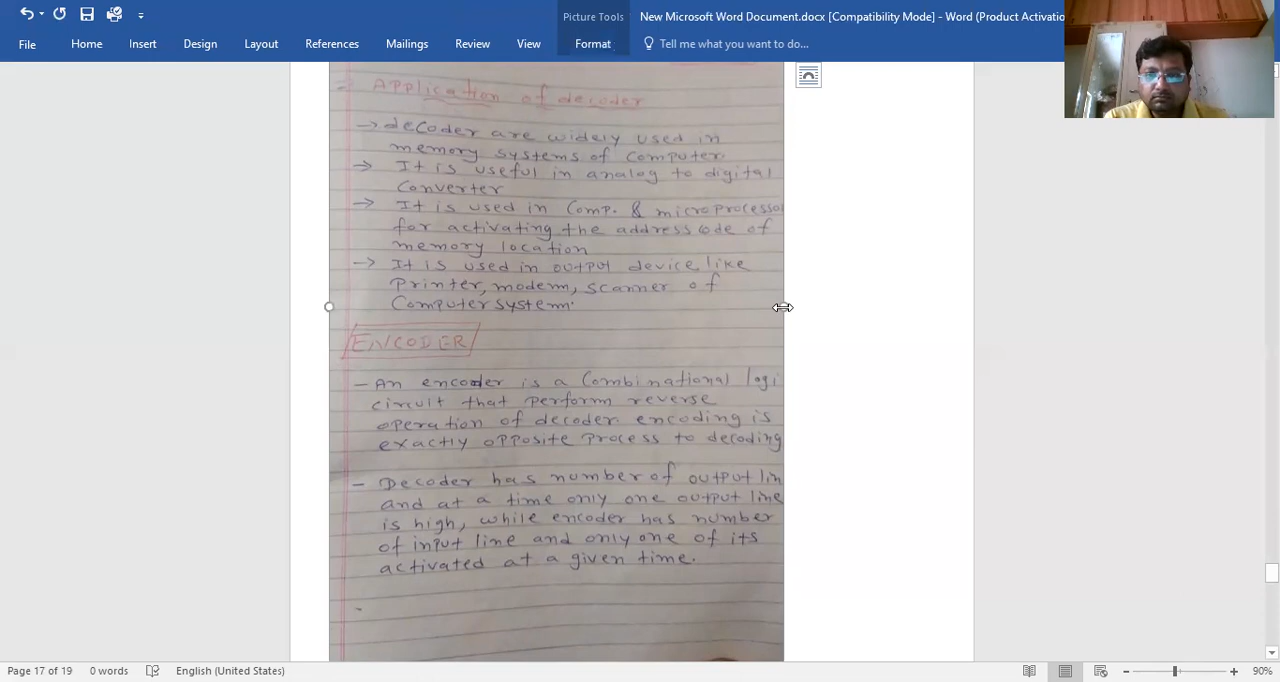 New Microsoft Word Document.docx [Compatibility Mode] - Word (Product Activatio
Picture Tools
File Home Insert Design Layout References Mailings Review View Format Tell me what you want to do...
Application of decoder
→ decoder are widely used in
memory systems of computer
→ It is useful in analog to digital
converter
→ It is used in Comp. & microprocessor
for activating the address code of
memory location
→ It is used in output device like
Printer, modem, scanner of
Computer system.
ENCODER
- An encoder is a Combinational logi
circuit that perform reverse
operation of decoder. encoding is
exactly opposite process to decoding
- Decoder has number of output lin
and at a time only one output line
is high, while encoder has number
of input line and only one of its
activated at a given time.
Page 17 of 19 0 words English (United States) 90%